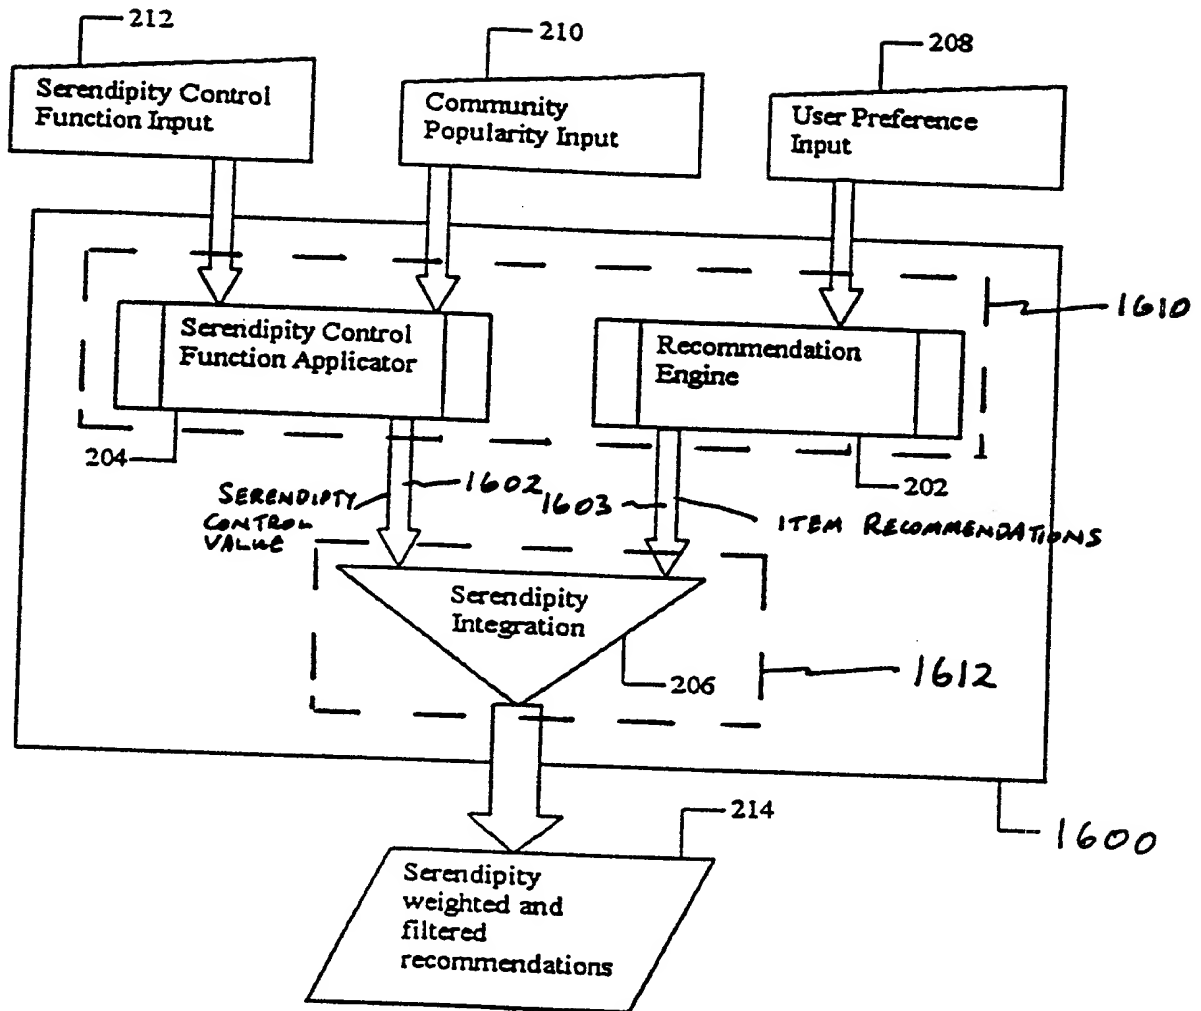 212
210
208
Serendipity Control
Function Input
Community
Popularity Input
User Preference
Input
1610
Serendipity Control
Function Applicator
Recommendation
Engine
204
202
1602
1603
SERENDIPTY
CONTROL
VALUE
ITEM RECOMMENDATIONS
Serendipity
Integration
206
1612
214
1600
Serendipity
weighted and
filtered
recommendations